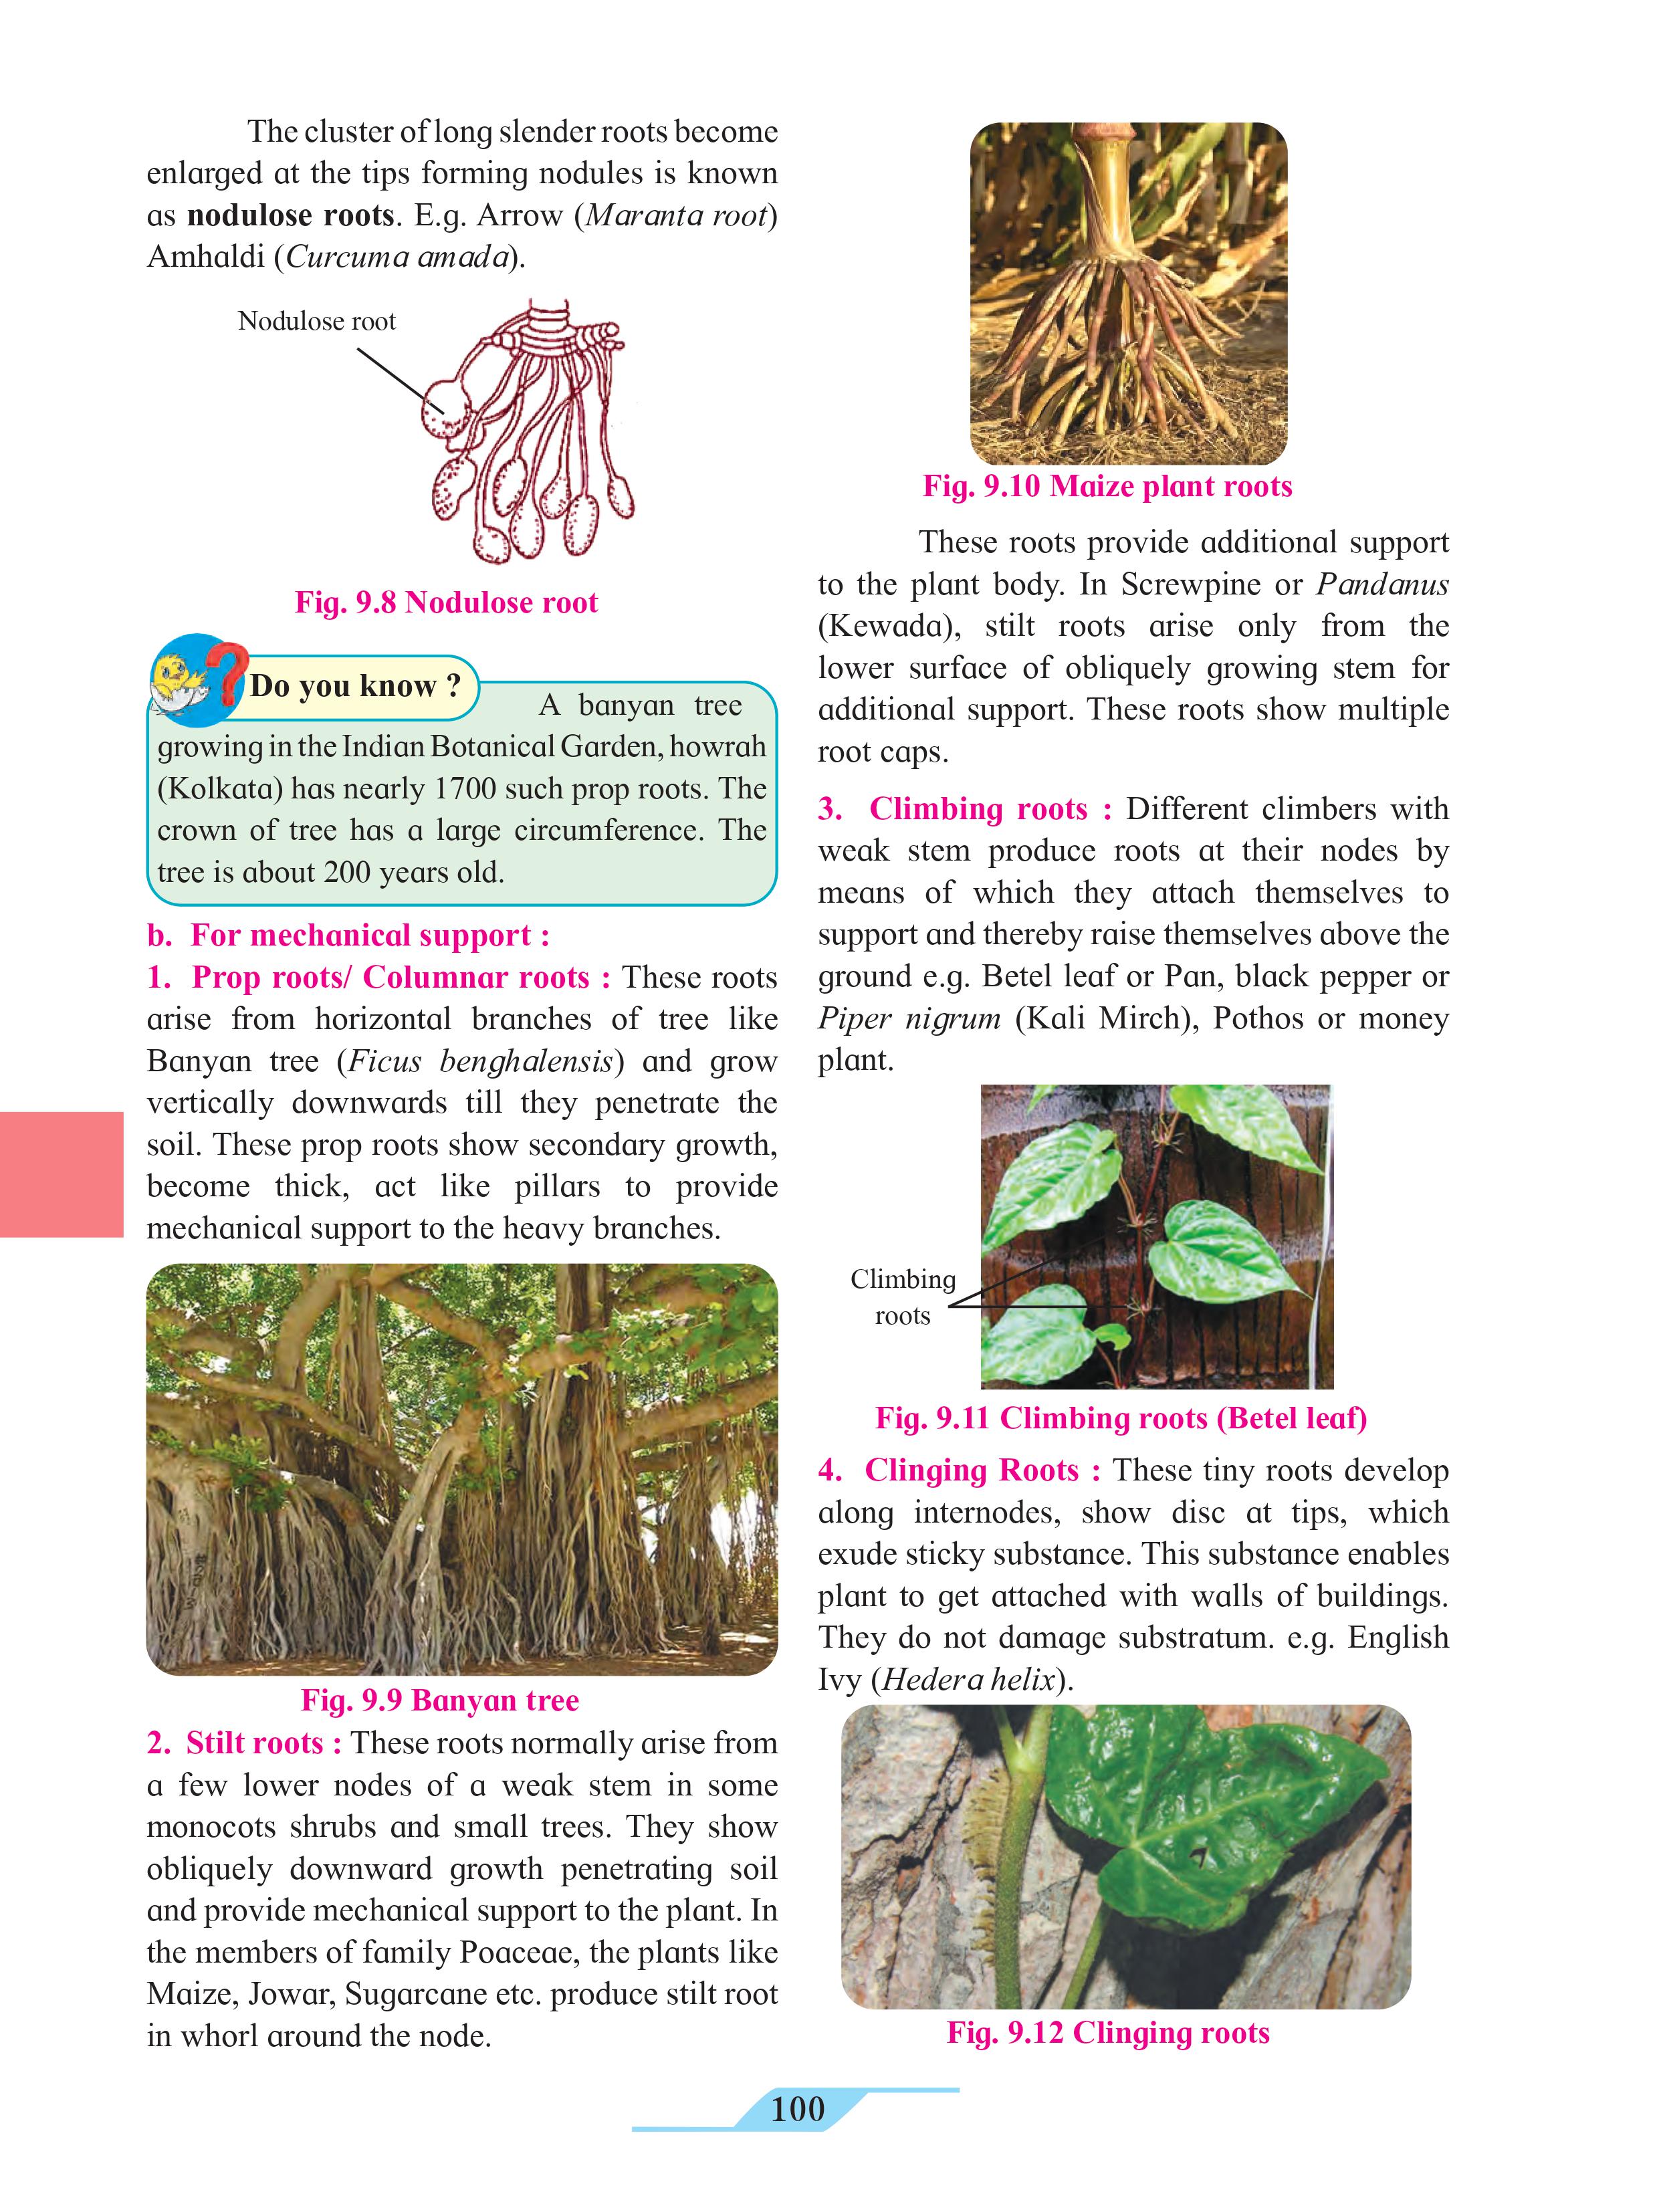 The cluster of long slender roots become
enlarged at the tips forming nodules is known
as nodulose roots. E.g. Arrow (Maranta root)
Amhaldi (Curcuma amada).
Nodulose root
Fig. 9.8 Nodulose root
Do you know ?
A banyan tree
growing in the Indian Botanical Garden, howrah
(Kolkata) has nearly 1700 such prop roots. The
crown of tree has a large circumference. The
tree is about 200 years old.
b. For mechanical support :
1. Prop roots/ Columnar roots : These roots
arise from horizontal branches of tree like
Banyan tree (Ficus benghalensis) and grow
vertically downwards till they penetrate the
soil. These prop roots show secondary growth,
become thick, act like pillars to provide
mechanical support to the heavy branches.
Fig. 9.9 Banyan tree
2. Stilt roots : These roots normally arise from
a few lower nodes of a weak stem in some
monocots shrubs and small trees. They show
obliquely downward growth penetrating soil
and provide mechanical support to the plant. In
the members of family Poaceae, the plants like
Maize, Jowar, Sugarcane etc. produce stilt root
in whorl around the node.
Fig. 9.10 Maize plant roots
These roots provide additional support
to the plant body. In Screwpine or Pandanus
(Kewada), stilt roots arise only from the
lower surface of obliquely growing stem for
additional support. These roots show multiple
root caps.
3. Climbing roots : Different climbers with
weak stem produce roots at their nodes by
means of which they attach themselves to
support and thereby raise themselves above the
ground e.g. Betel leaf or Pan, black pepper or
Piper nigrum (Kali Mirch), Pothos or money
plant.
Climbing
roots
Fig. 9.11 Climbing roots (Betel leaf)
4. Clinging Roots : These tiny roots develop
along internodes, show disc at tips, which
exude sticky substance. This substance enables
plant to get attached with walls of buildings.
They do not damage substratum. e.g. English
Ivy (Hedera helix).
Fig. 9.12 Clinging roots
100